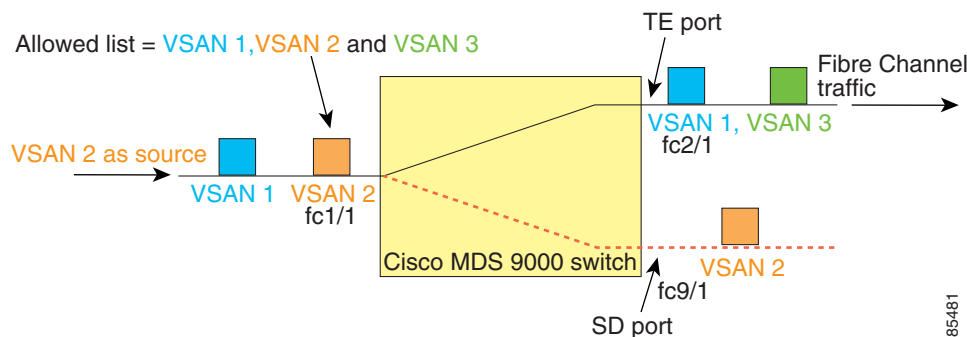 TE port
Allowed list = VSAN 1,VSAN 2 and VSAN 3
Fibre Channel
traffic
VSAN 1, VSAN 3
fc2/1
VSAN 2 as source
VSAN 1
VSAN 2
fc1/1
Cisco MDS 9000 switch
VSAN 2
fc9/1
SD port
85481